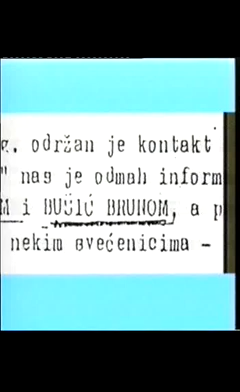 g. održan je kontakt
" nas je odmah inform
M i BUŠIĆ BRUNOM, a p
nekim svećenicima –